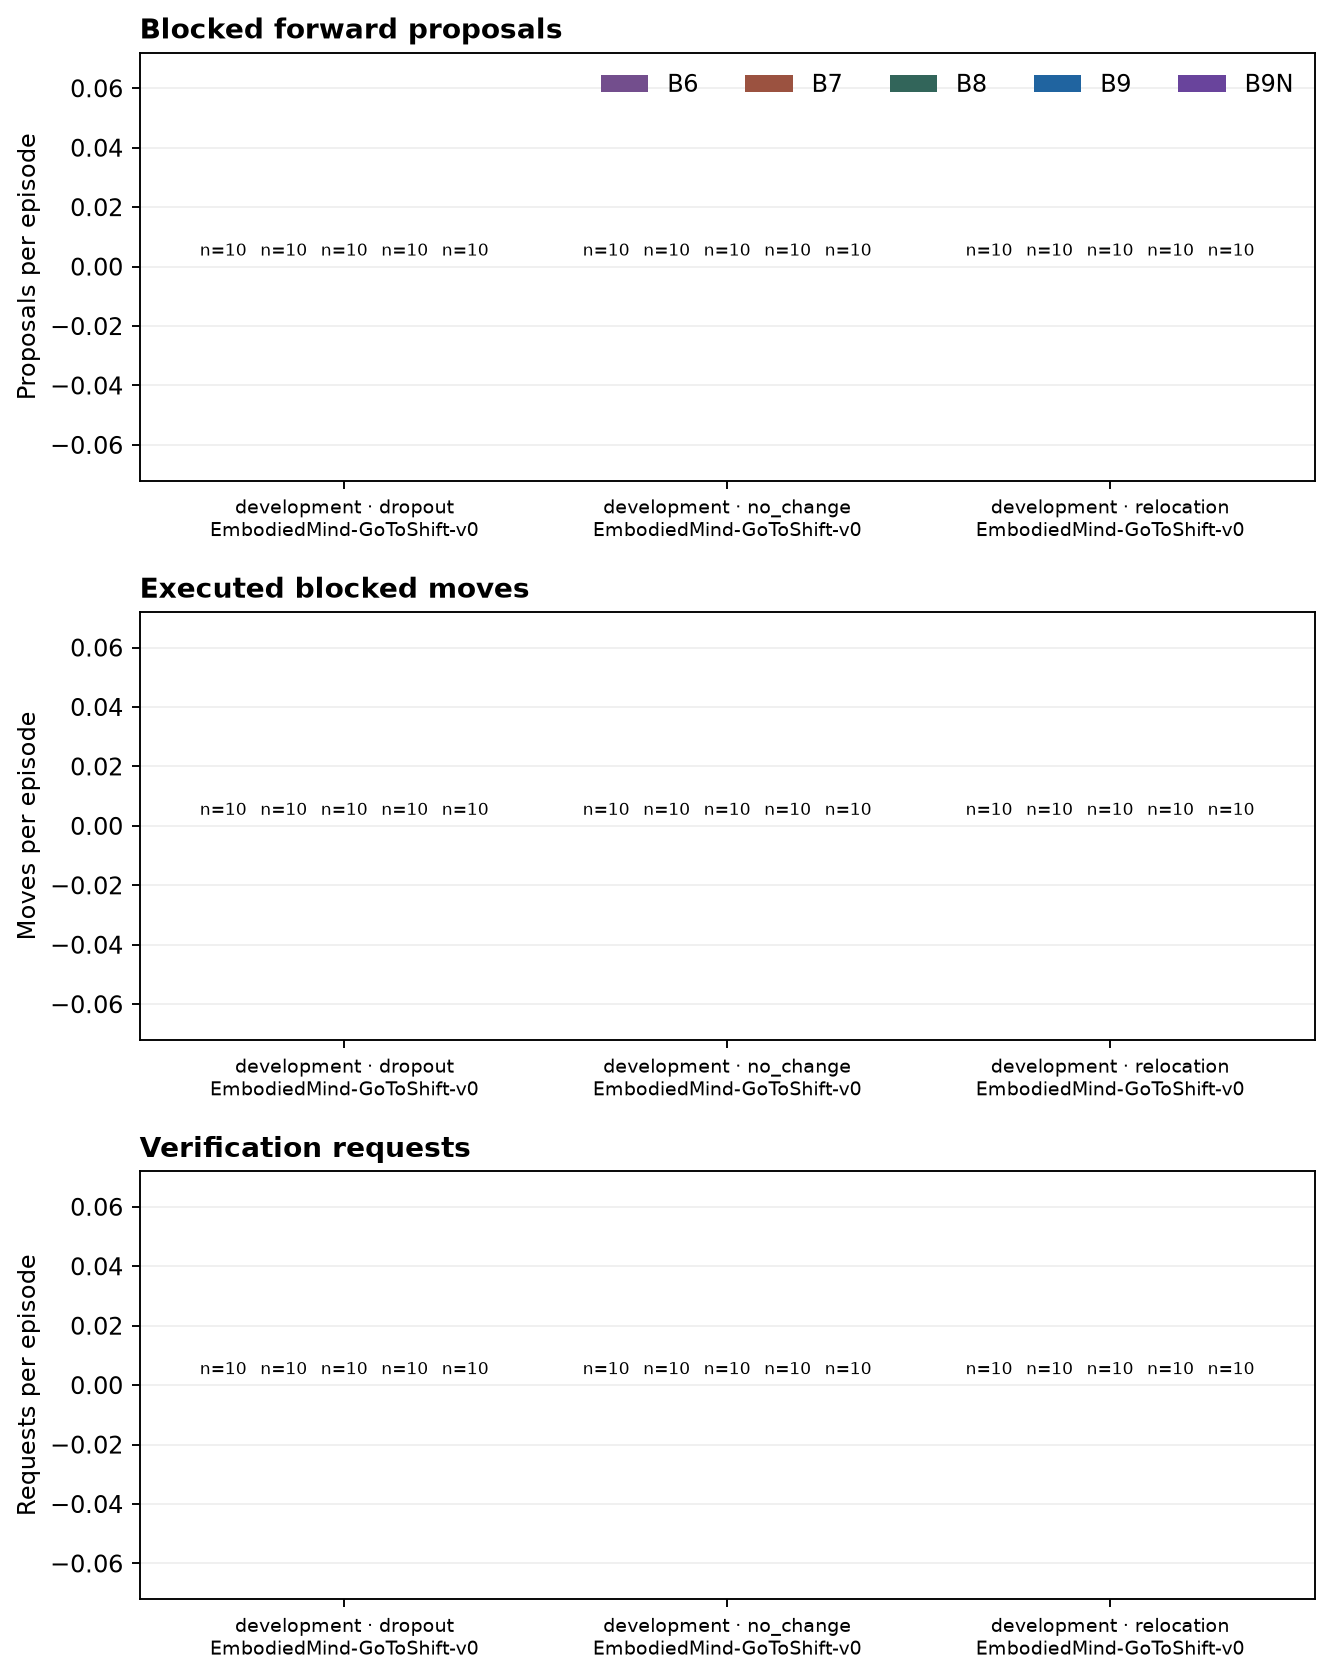 Blocked forward proposals
B6 B7 B8 B9 B9N
Proposals per episode
0.06
0.04
0.02
n=10 n=10 n=10 n=10 n=10 n=10 n=10 n=10 n=10 n=10 n=10 n=10 n=10 n=10 n=10
0.00
−0.02
−0.04
−0.06
development · dropout development · no_change development · relocation
EmbodiedMind-GoToShift-v0 EmbodiedMind-GoToShift-v0 EmbodiedMind-GoToShift-v0
Executed blocked moves
Moves per episode
0.06
0.04
0.02
n=10 n=10 n=10 n=10 n=10 n=10 n=10 n=10 n=10 n=10 n=10 n=10 n=10 n=10 n=10
0.00
−0.02
−0.04
−0.06
development · dropout development · no_change development · relocation
EmbodiedMind-GoToShift-v0 EmbodiedMind-GoToShift-v0 EmbodiedMind-GoToShift-v0
Verification requests
Requests per episode
0.06
0.04
0.02
n=10 n=10 n=10 n=10 n=10 n=10 n=10 n=10 n=10 n=10 n=10 n=10 n=10 n=10 n=10
0.00
−0.02
−0.04
−0.06
development · dropout development · no_change development · relocation
EmbodiedMind-GoToShift-v0 EmbodiedMind-GoToShift-v0 EmbodiedMind-GoToShift-v0